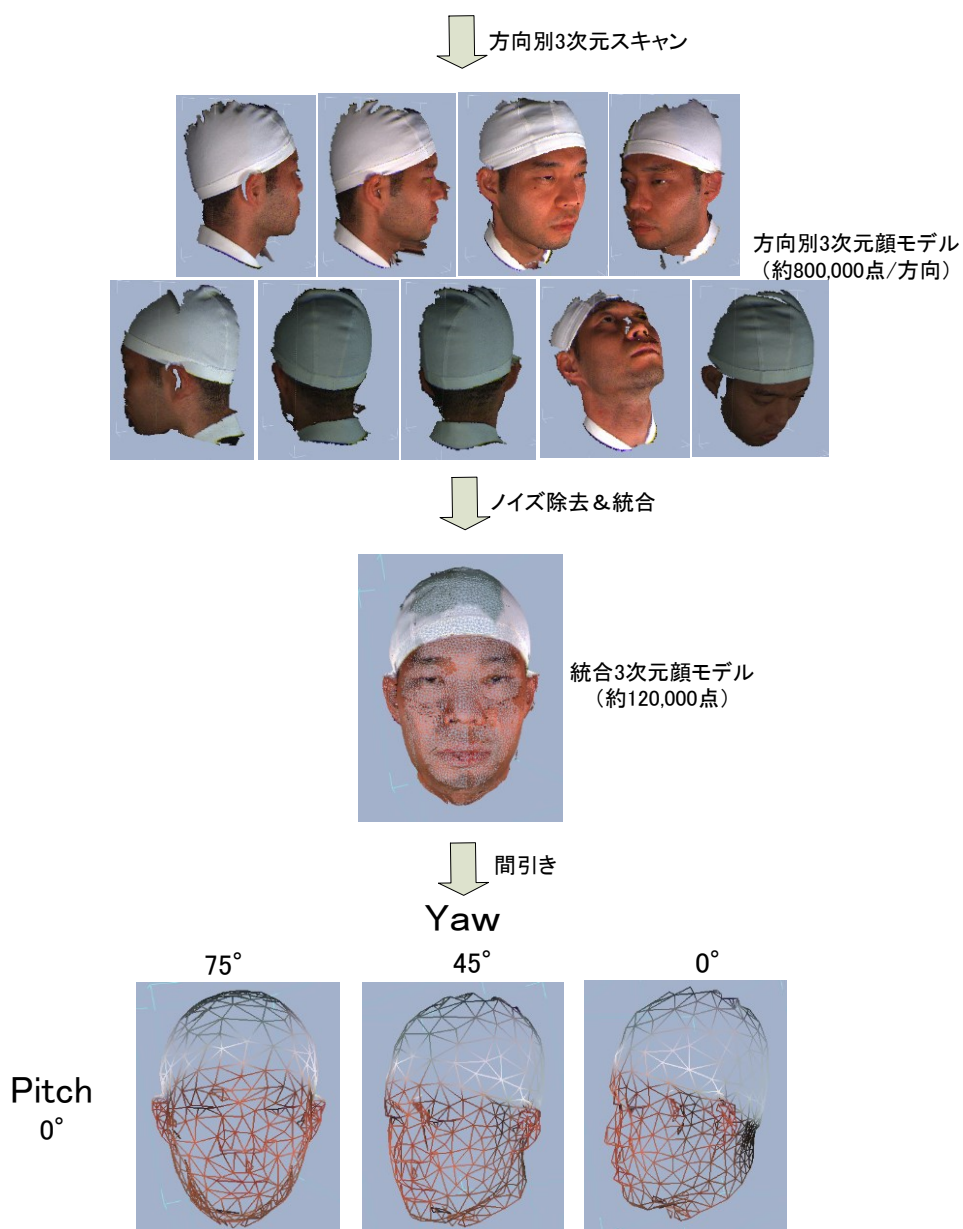 方向別3次元スキャン
方向別3次元顔モデル
（約800,000点/方向）
ノイズ除去＆統合
統合3次元顔モデル
（約120,000点）
間引き
Yaw
75°
45°
0°
Pitch
0°